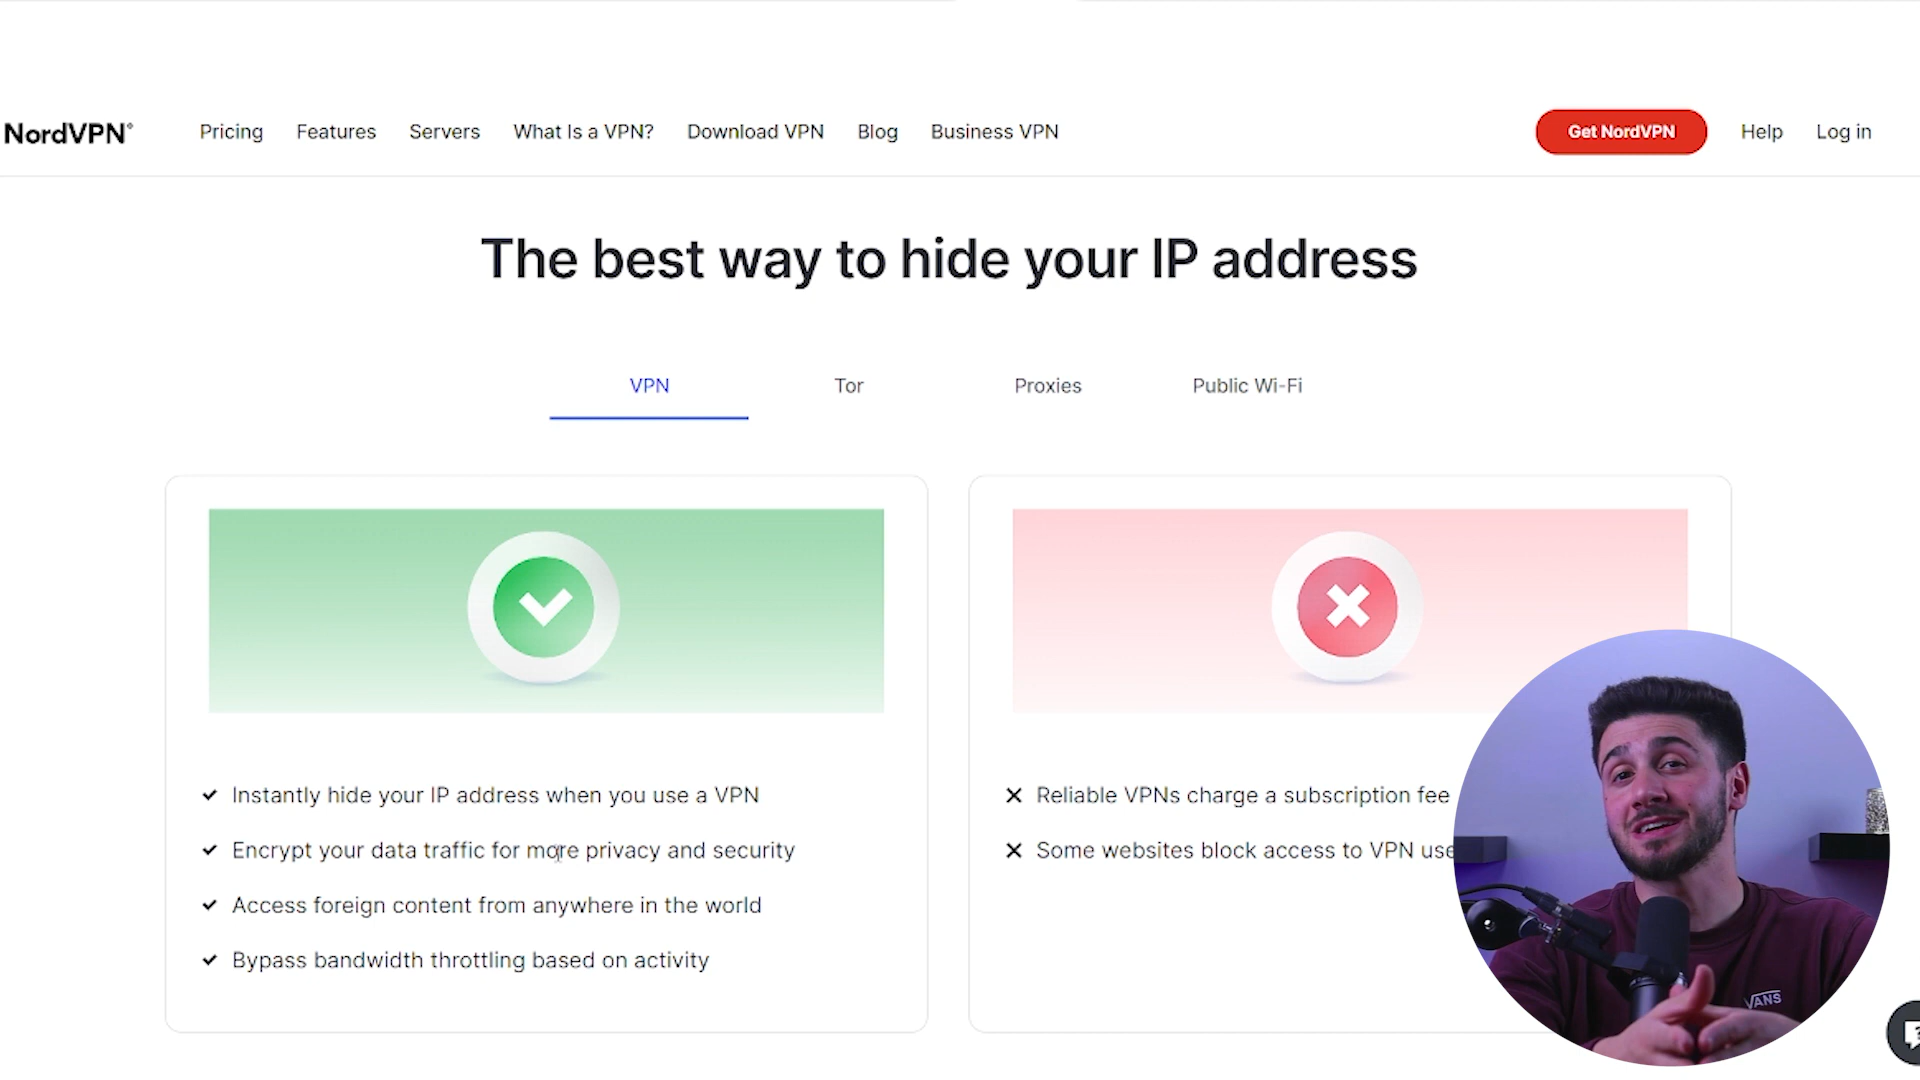 NordVPN®
Pricing
Features
Servers
What Is a VPN?
Download VPN
Blog
Business VPN
Get NordVPN
Help
Log in
The best way to hide your IP address
VPN
Tor
Proxies
Public Wi-Fi
Instantly hide your IP address when you use a VPN
Encrypt your data traffic for more privacy and security
Access foreign content from anywhere in the world
Bypass bandwidth throttling based on activity
Reliable VPNs charge a subscription fee
Some websites block access to VPN use
VANS